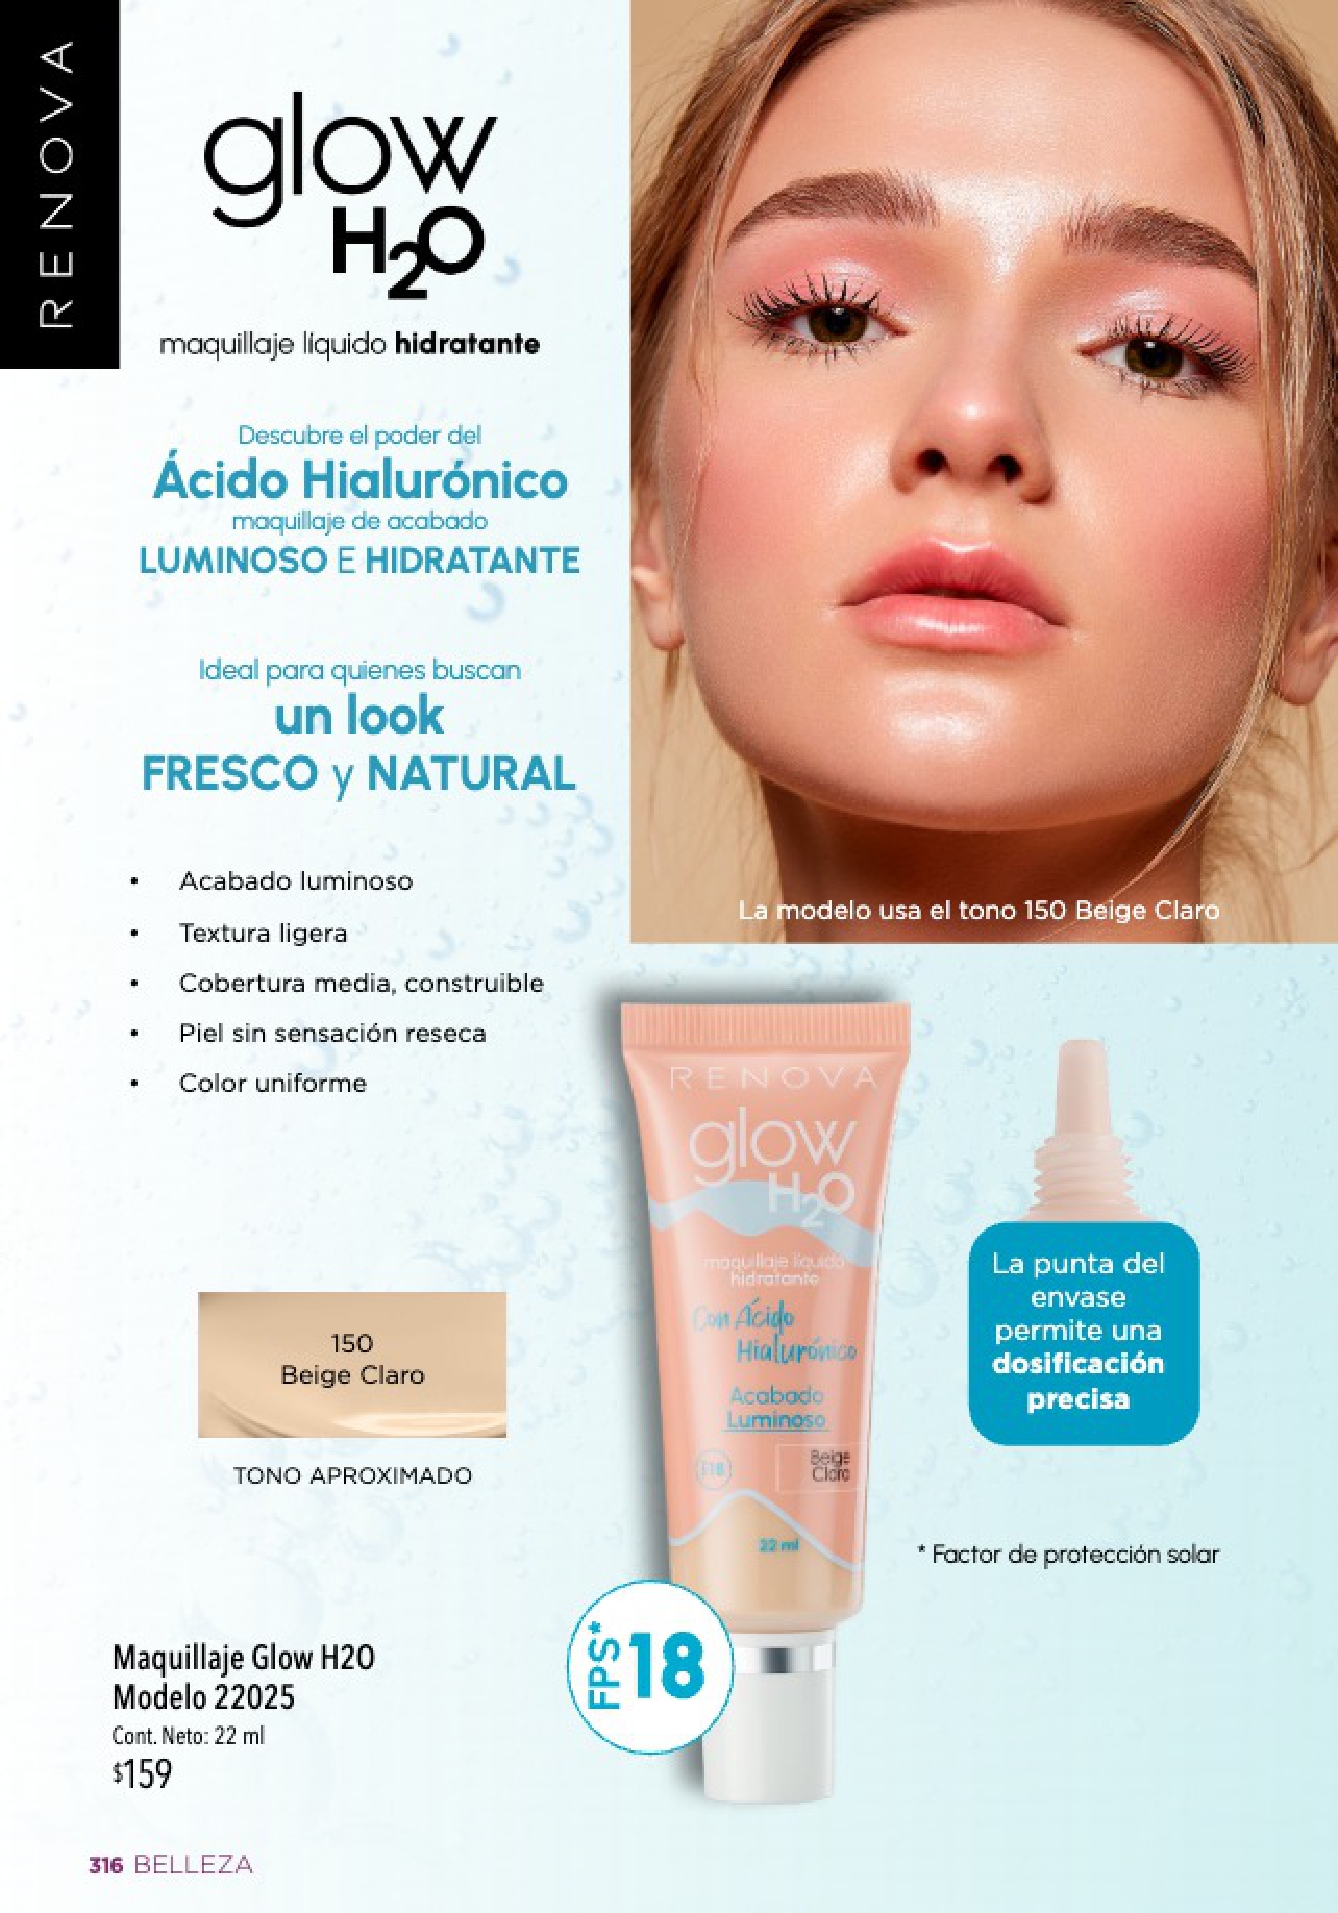 RENOVA
glow
H2O
maquillaje líquido hidratante
Descubre el poder del
Ácido Hialurónico
maquillaje de acabado
LUMINOSO E HIDRATANTE
Ideal para quienes buscan
un look
FRESCO y NATURAL
• Acabado luminoso
• Textura ligera
• Cobertura media, construible
• Piel sin sensación reseca
• Color uniforme
La modelo usa el tono 150 Beige Claro
RENOVA
glow
H2O
maquillaje líquido
hidratante
Con Ácido
Hialurónico
Acabado
Luminoso
Beige
Claro
22 ml
La punta del
envase
permite una
dosificación
precisa
150
Beige Claro
TONO APROXIMADO
* Factor de protección solar
FPS* 18
Maquillaje Glow H2O
Modelo 22025
Cont. Neto: 22 ml
$159
316 BELLEZA